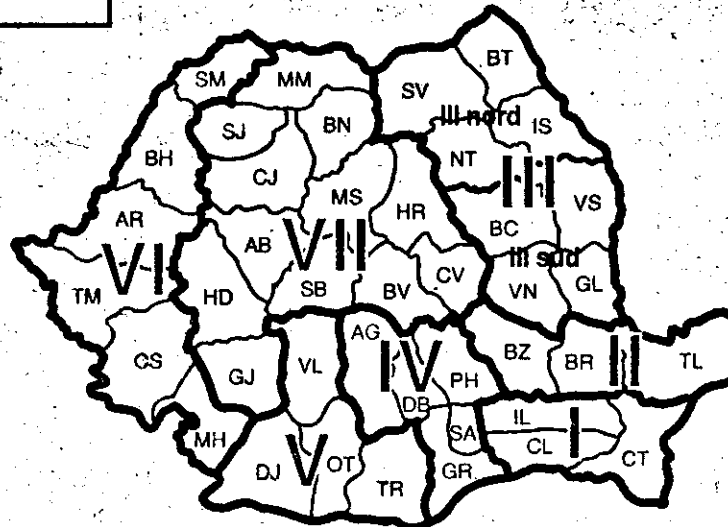 BT
SM MM SV
SJ BN III nord IS
BH NT
CJ III
MS VS
AR HR BC
AB VII
VI III sud
TM HD SB BV CV VN GL
AG
CS VL IV BZ BR II TL
GJ PH
DB
IL I
MH SA CL
DJ V OT GR CT
TR